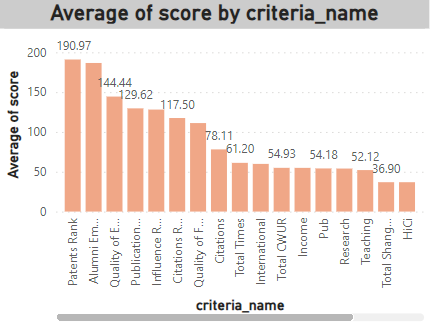 Average of score by criteria_name
Average of score
200
150
100
50
0
190.97
144.44
129.62
117.50
78.11
61.20
54.93
54.18
52.12
36.90
Patents Rank
Alumni Em...
Quality of E...
Publication...
Influence R...
Citations R...
Quality of F...
Citations
Total Times
International
Total CWUR
Income
Pub
Research
Teaching
Total Shang...
HiCi
criteria_name